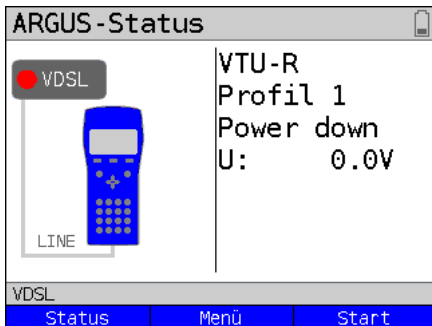 ARGUS-Status
VDSL
LINE
VTU-R
Profil 1
Power down
U: 0.0V
VDSL
Status Menü Start